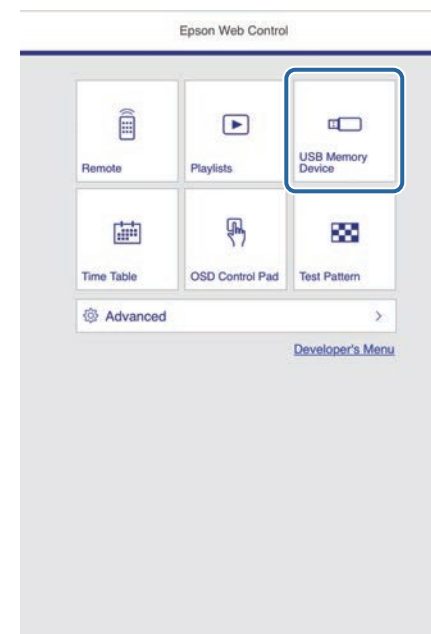 Epson Web Control
Remote
Playlists
USB Memory
Device
Time Table
OSD Control Pad
Test Pattern
Advanced
Developer's Menu